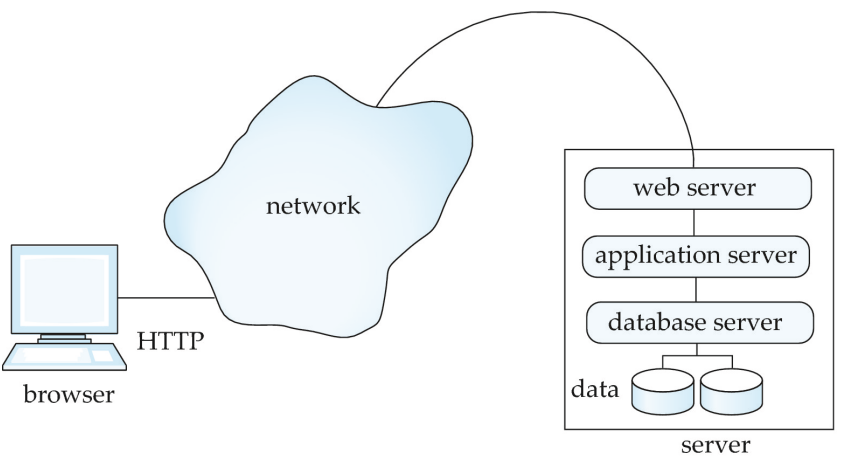 network
web server
application server
database server
HTTP
data
browser
server